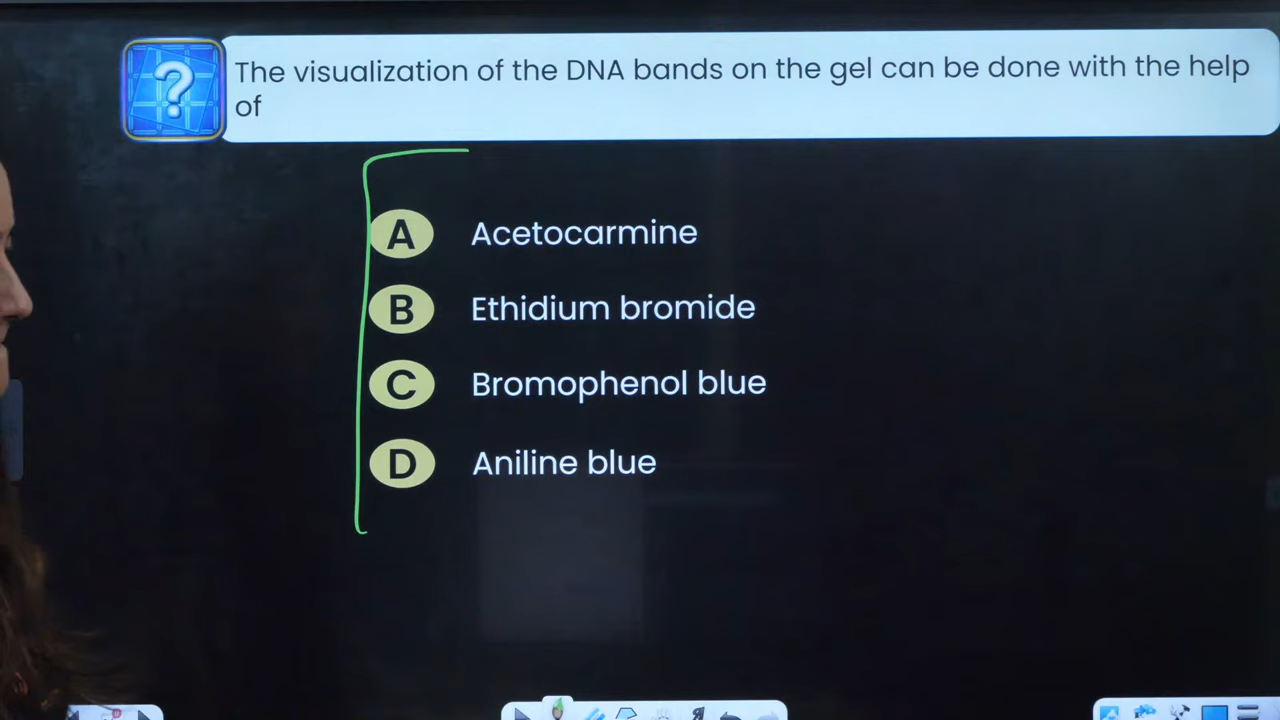 ?
The visualization of the DNA bands on the gel can be done with the help
of
A Acetocarmine
B Ethidium bromide
C Bromophenol blue
D Aniline blue